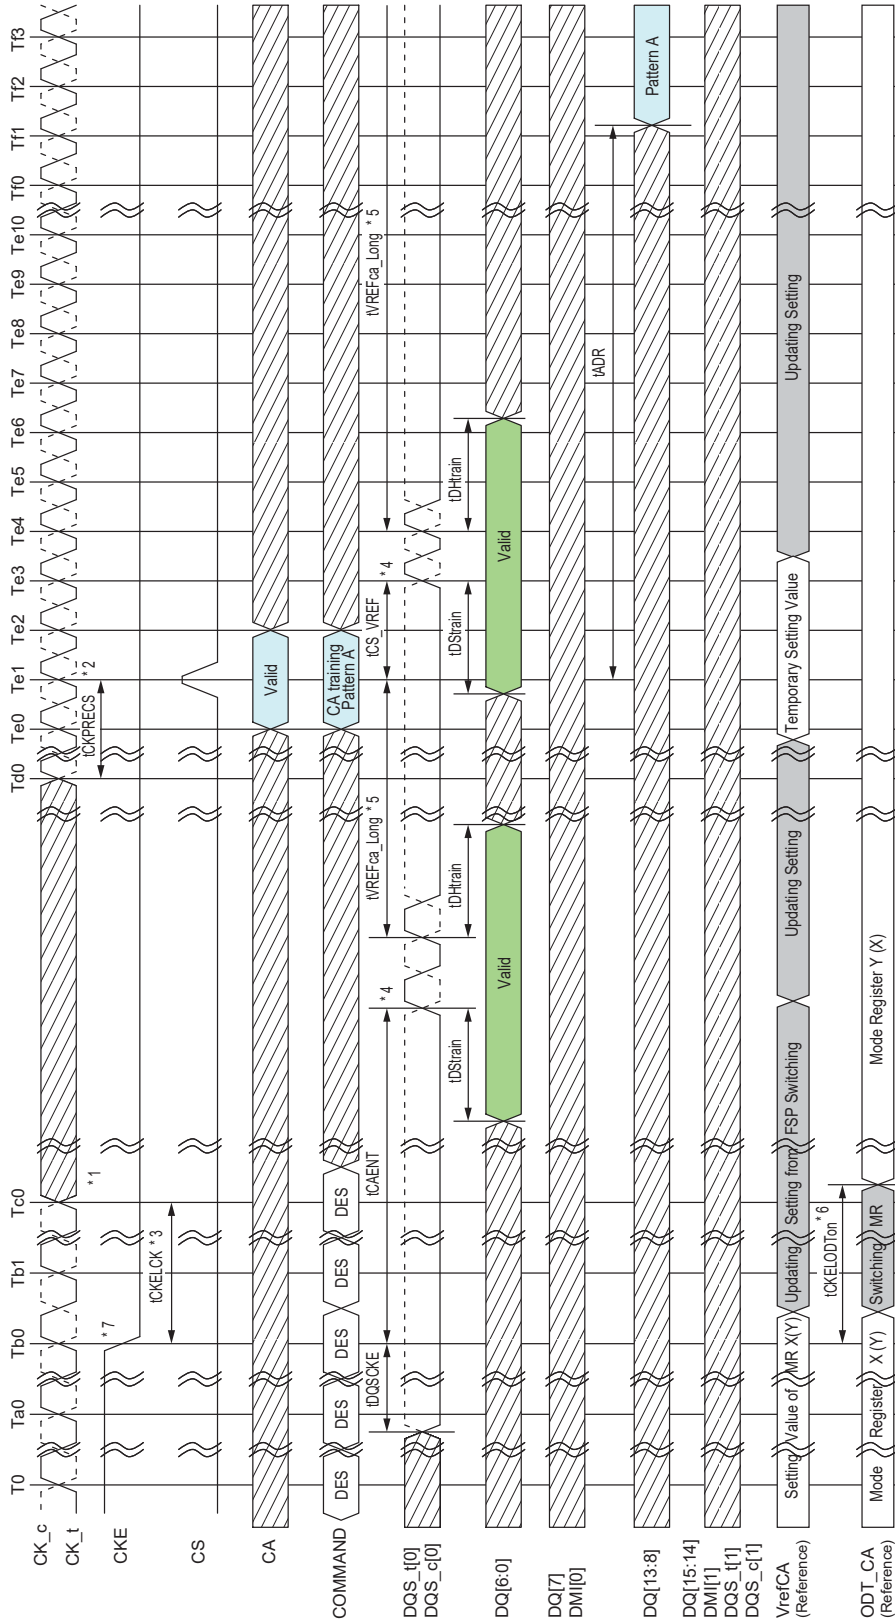 T0 Ta0 Tb0 Tb1 Tc0 Td0 Te0 Te1 Te2 Te3 Te4 Te5 Te6 Te7 Te8 Te9 Te10 Tf0 Tf1 Tf2 Tf3
CK_c
CK_t
*1
tCKPRECS *2
CKE
*7
tCKELCK *3
CS
CA
Valid
COMMAND
DES DES DES DES DES
CA training
Pattern A
tDQSCKE tCAENT tVREFca_Long *5 tCS_VREF tVREFca_Long *5
*4 *4
DQS_t[0]
DQS_c[0]
tDStrain tDHtrain tDStrain tDHtrain
DQ[6:0]
Valid Valid
DQ[7]
DMI[0]
tADR
DQ[13:8]
Pattern A
DQ[15:14]
DMI[1]
DQS_t[1]
DQS_c[1]
VrefCA
(Reference)
Setting Value of MR X(Y) Updating Setting from FSP Switching Updating Setting Temporary Setting Value Updating Setting
tCKELODTon *6
ODT_CA
(Reference)
Mode Register X (Y) Switching MR Mode Register Y (X)